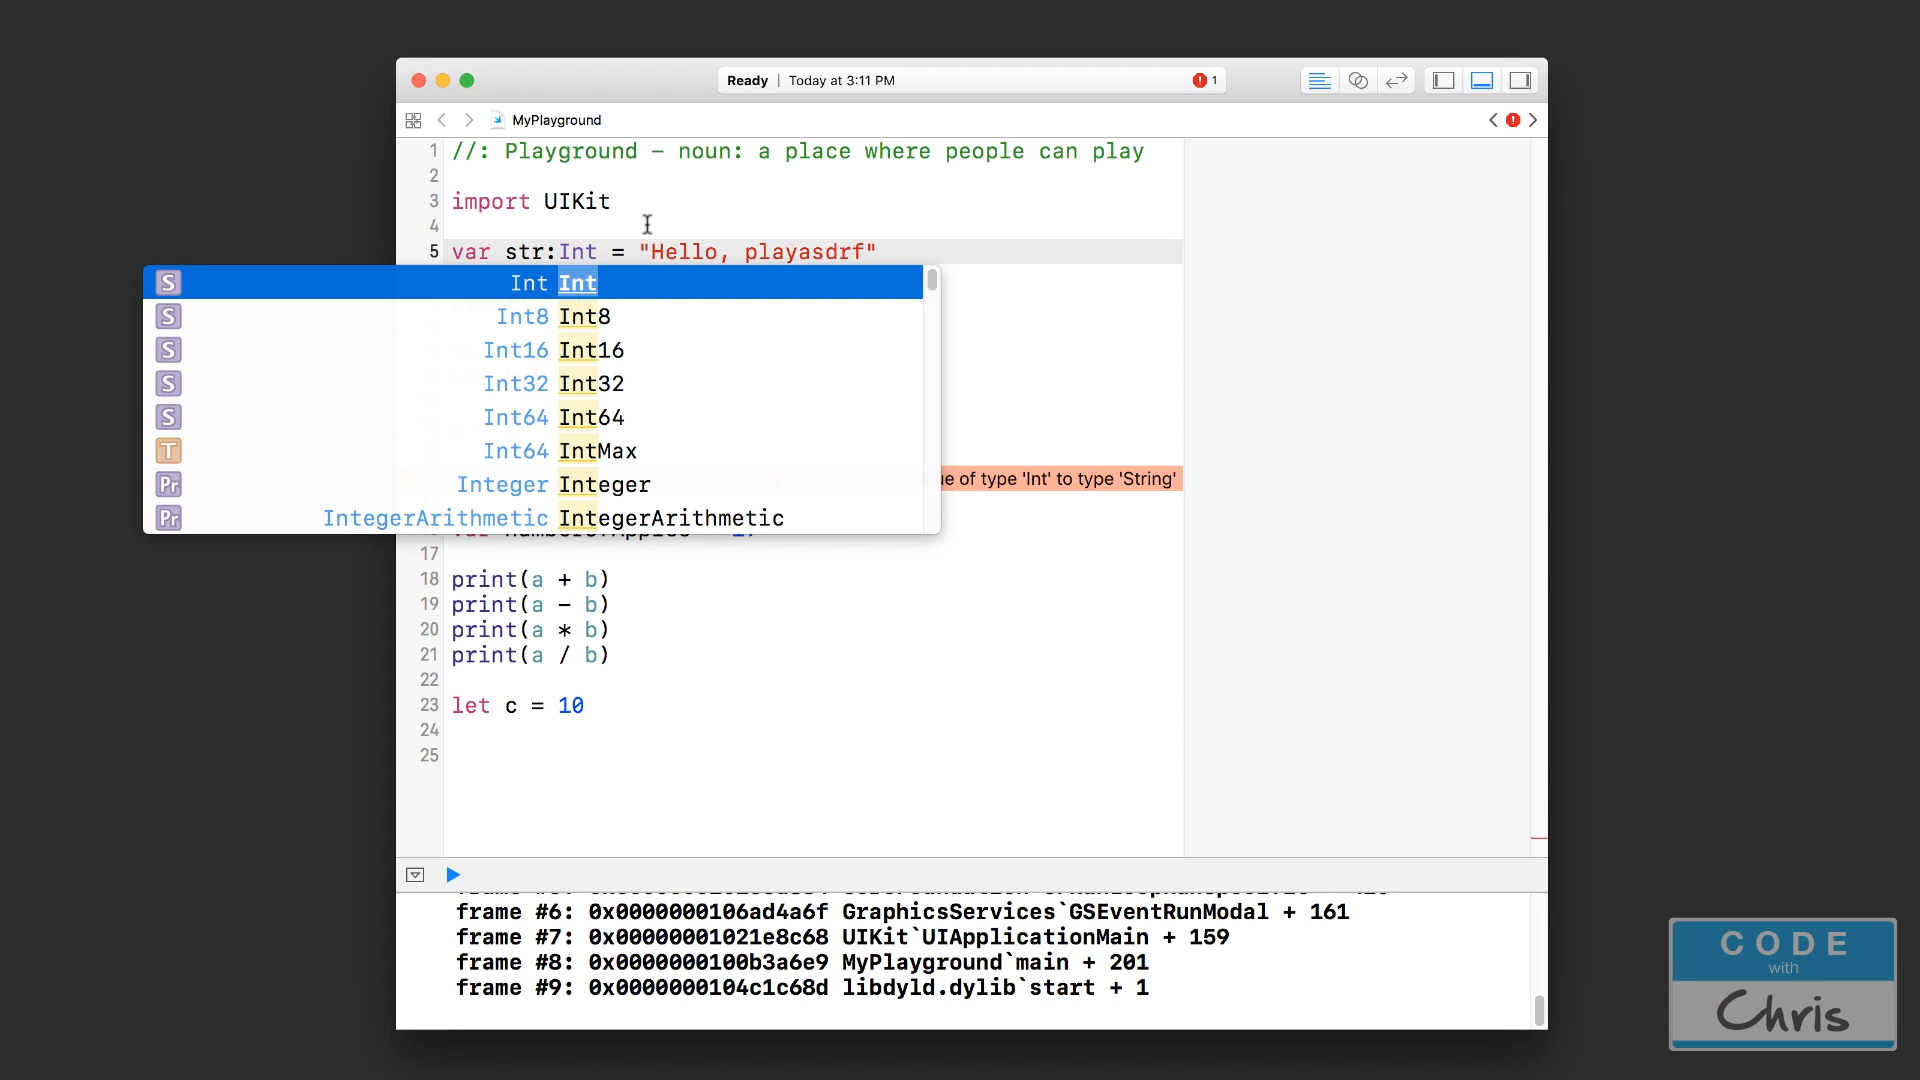 Ready | Today at 3:11 PM 1
MyPlayground
1 //: Playground - noun: a place where people can play
2
3 import UIKit
4
5 var str:Int = "Hello, playasdrf"
S Int Int
S Int8 Int8
S Int16 Int16
S Int32 Int32
S Int64 Int64
T Int64 IntMax
of type 'Int' to type 'String'
Pr Integer Integer
Pr IntegerArithmetic IntegerArithmetic
17
18 print(a + b)
19 print(a - b)
20 print(a * b)
21 print(a / b)
22
23 let c = 10
24
25
frame #6: 0x0000000106ad4a6f GraphicsServices`GSEventRunModal + 161
frame #7: 0x00000001021e8c68 UIKit`UIApplicationMain + 159
frame #8: 0x0000000100b3a6e9 MyPlayground`main + 201
frame #9: 0x0000000104c1c68d libdyld.dylib`start + 1
CODE
with
Chris